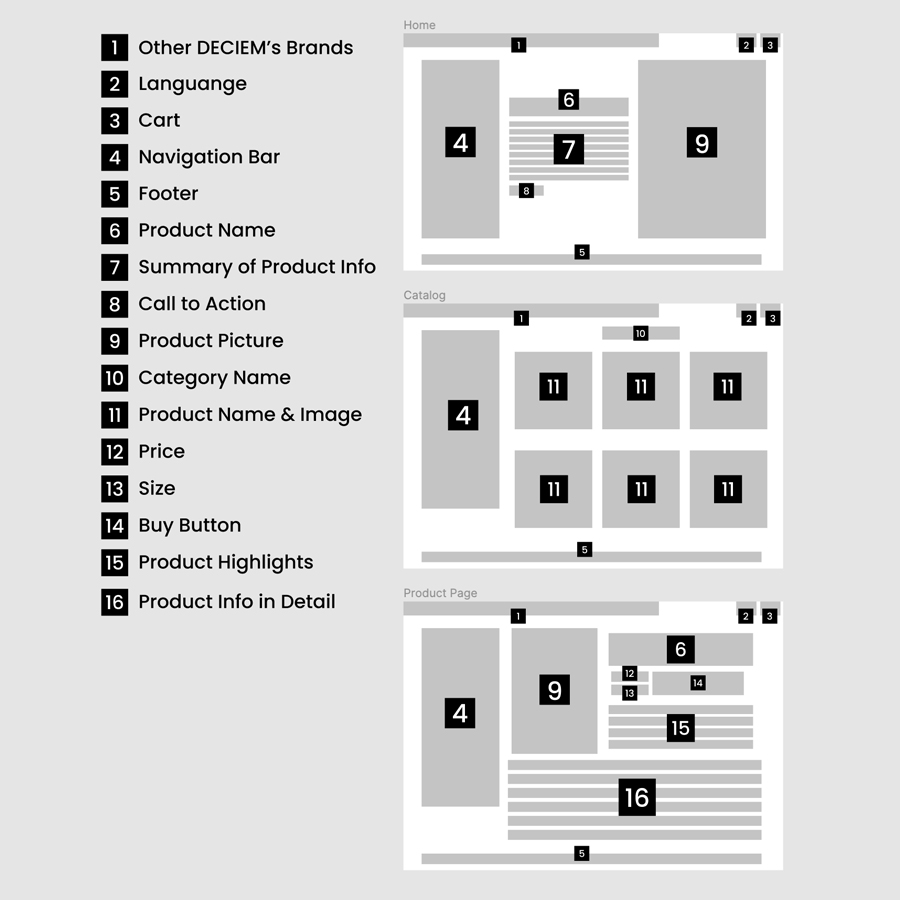 1 Other DECIEM’s Brands
2 Languange
3 Cart
4 Navigation Bar
5 Footer
6 Product Name
7 Summary of Product Info
8 Call to Action
9 Product Picture
10 Category Name
11 Product Name & Image
12 Price
13 Size
14 Buy Button
15 Product Highlights
16 Product Info in Detail
Home
1 2 3
6
4 7 9
8
5
Catalog
1 2 3
10
11 11 11
4
11 11 11
5
Product Page
1 2 3
6
12
14
9 13
4 15
16
5